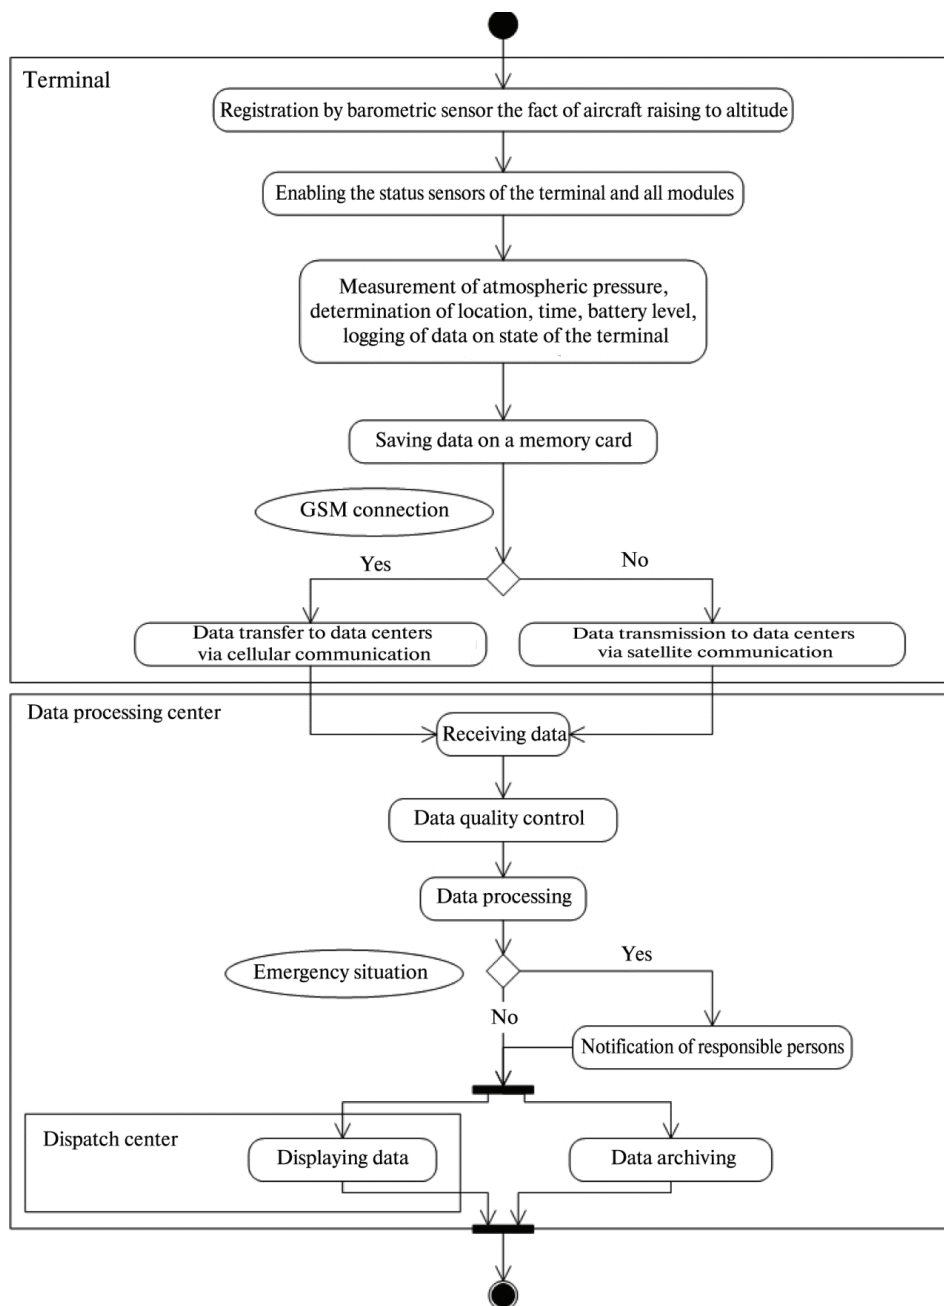 Terminal
Registration by barometric sensor the fact of aircraft raising to altitude
Enabling the status sensors of the terminal and all modules
Measurement of atmospheric pressure,
determination of location, time, battery level,
logging of data on state of the terminal
Saving data on a memory card
GSM connection
Yes
No
Data transfer to data centers
via cellular communication
Data transmission to data centers
via satellite communication
Data processing center
Receiving data
Data quality control
Data processing
Emergency situation
Yes
No
Notification of responsible persons
Dispatch center
Displaying data
Data archiving